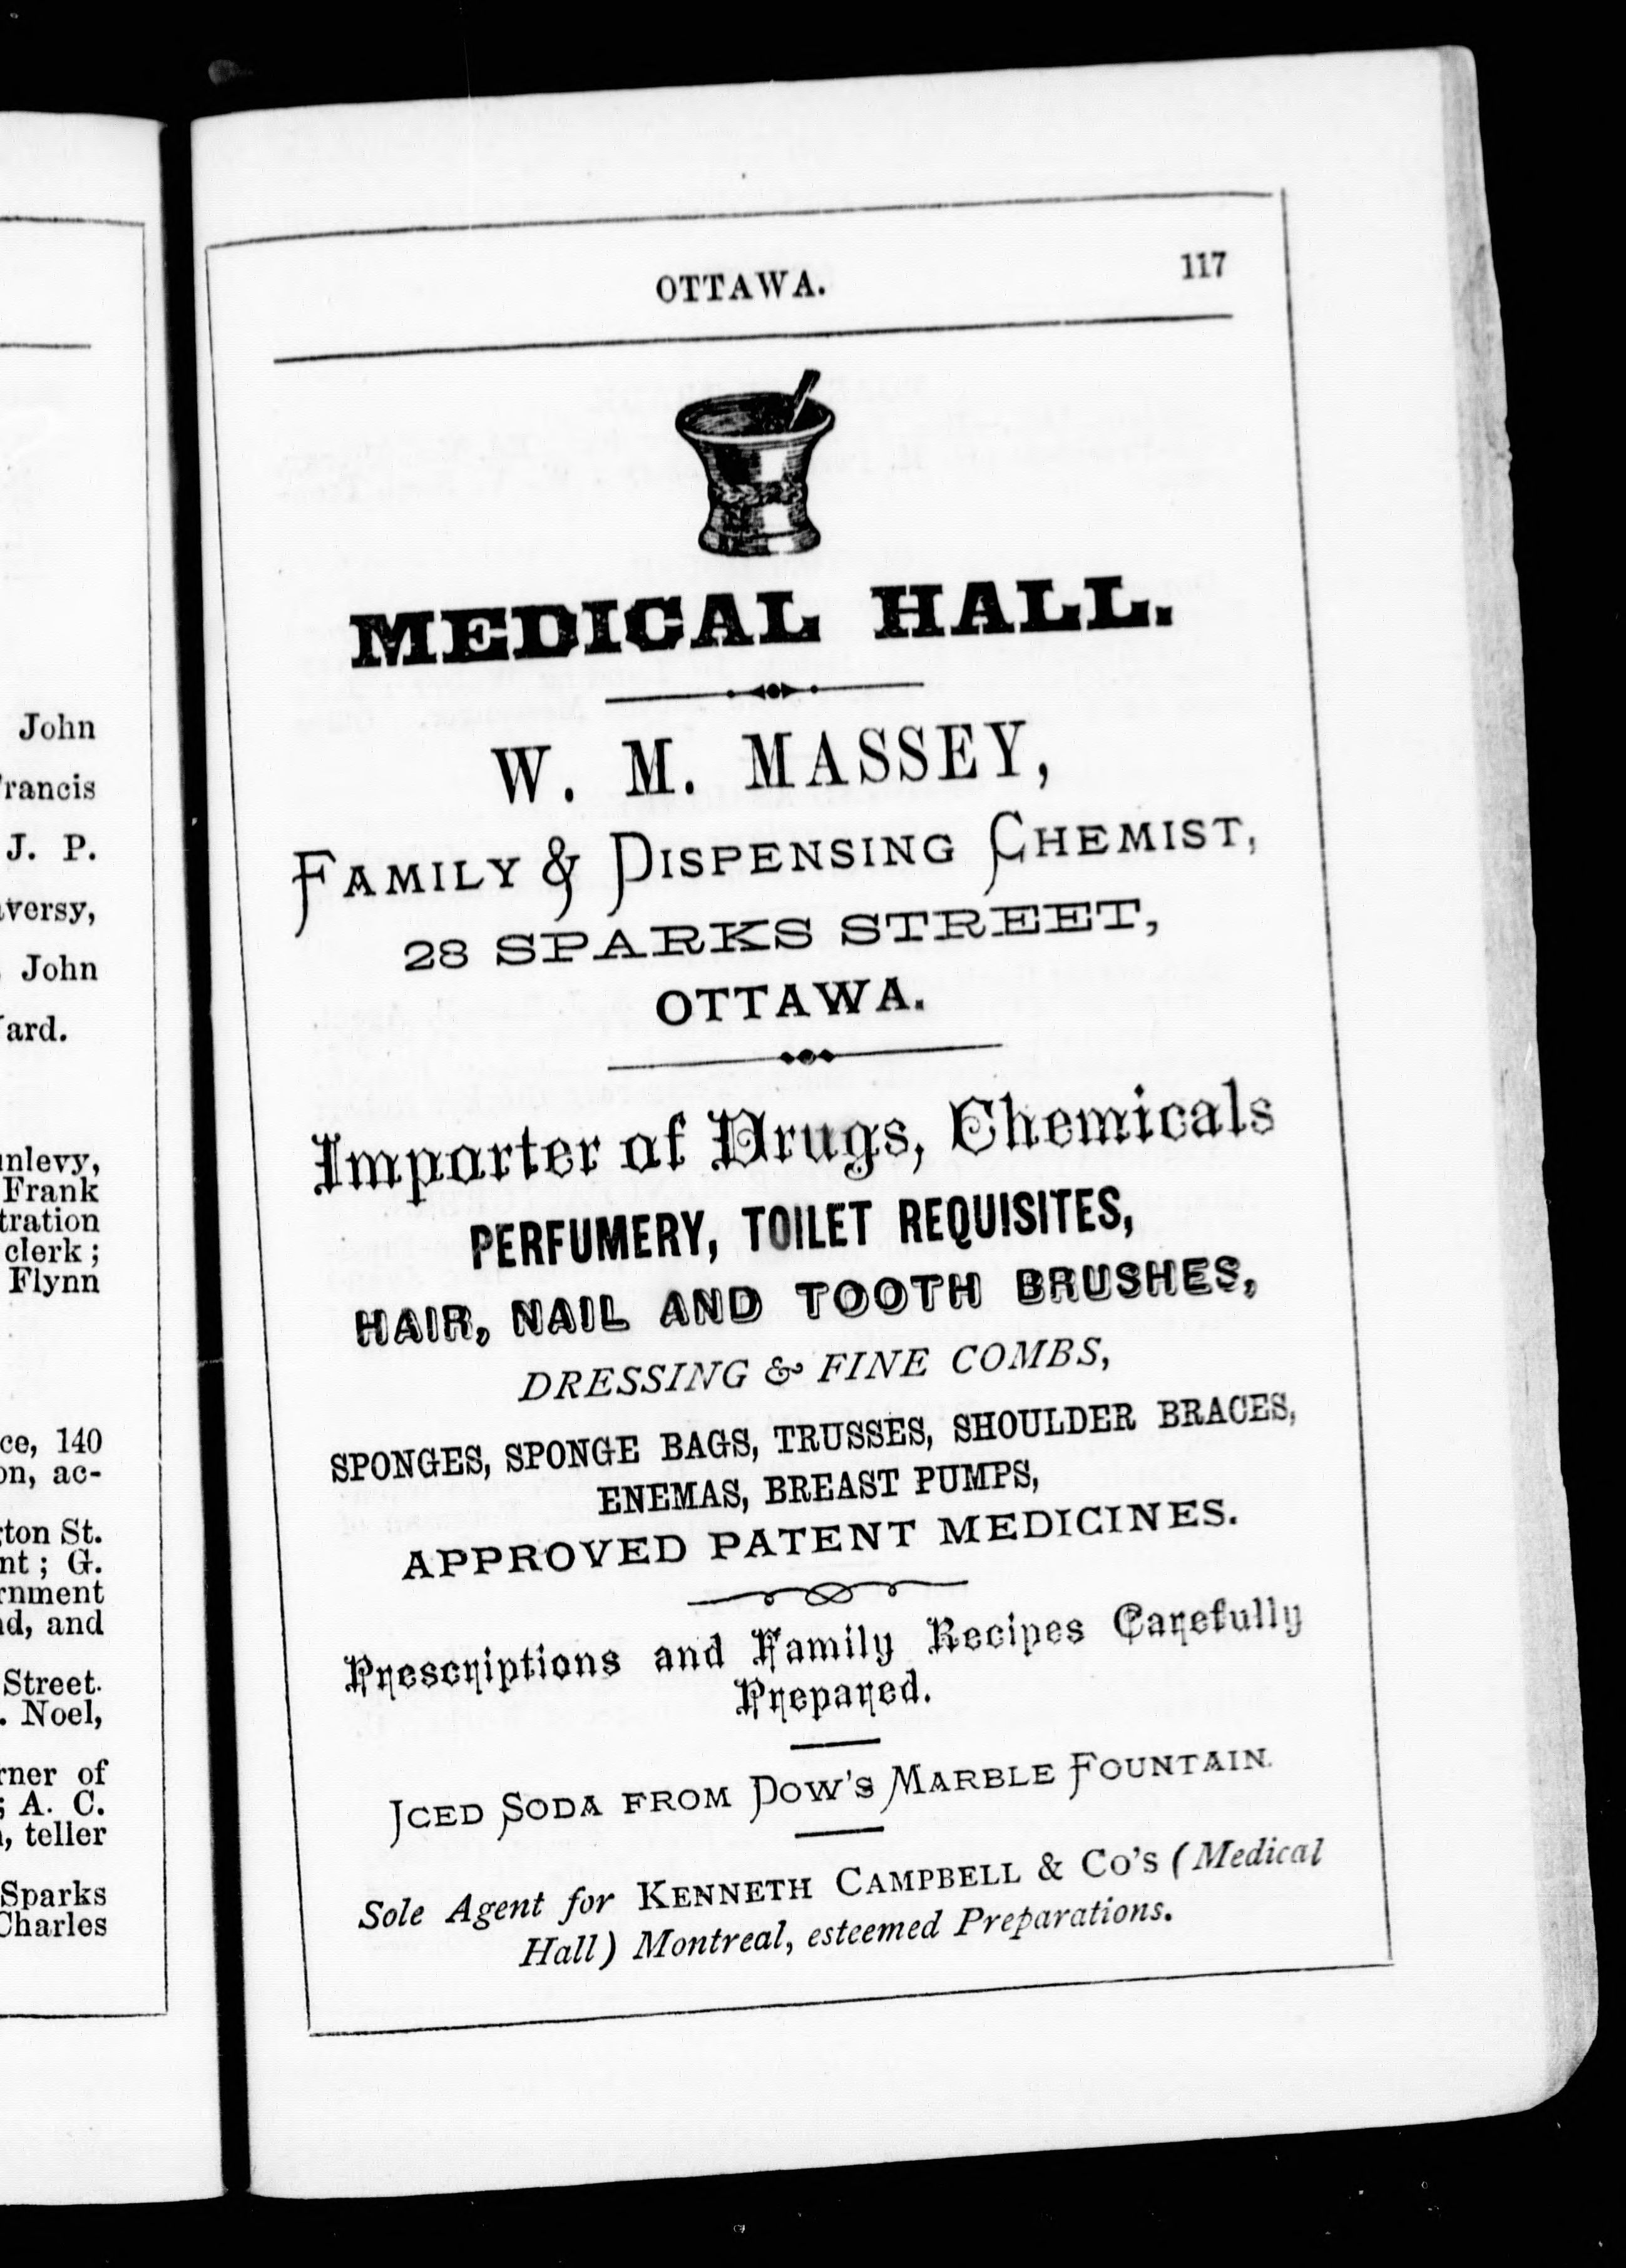 John
rancis
J. P.
versy,
John
ard.
nlevy,
Frank
tration
clerk ;
Flynn
ce, 140
on, ac-
ton St.
nt ; G.
rnment
d, and
Street.
. Noel,
rner of
; A. C.
, teller
Sparks
Charles
OTTAWA.
117
MEDICAL HALL.
W. M. MASSEY,
FAMILY & DISPENSING CHEMIST,
28 SPARKS STREET,
OTTAWA.
Importer of Drugs, Chemicals
PERFUMERY, TOILET REQUISITES,
HAIR, NAIL AND TOOTH BRUSHES,
DRESSING & FINE COMBS,
SPONGES, SPONGE BAGS, TRUSSES, SHOULDER BRACES,
ENEMAS, BREAST PUMPS,
APPROVED PATENT MEDICINES.
Prescriptions and Family Recipes Carefully
Prepared.
ICED SODA FROM DOW'S MARBLE FOUNTAIN.
Sole Agent for KENNETH CAMPBELL & CO'S (Medical
Hall) Montreal, esteemed Preparations.